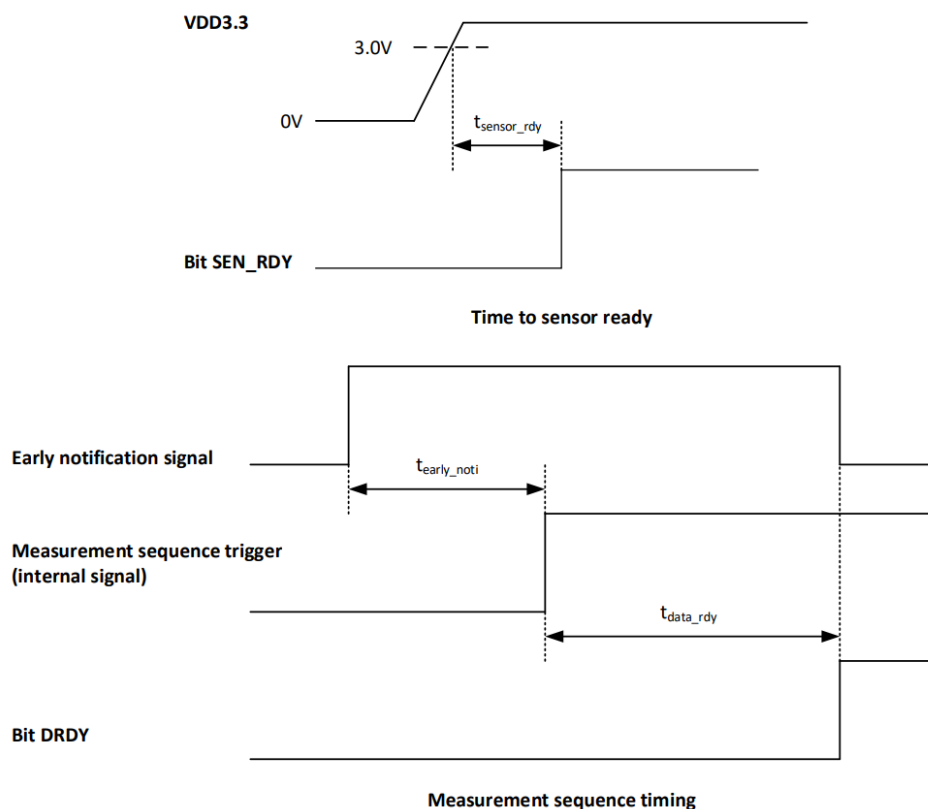 VDD3.3
3.0V
0V
tsensor_rdy
Bit SEN_RDY
Time to sensor ready
Early notification signal
tearly_noti
Measurement sequence trigger
(internal signal)
tdata_rdy
Bit DRDY
Measurement sequence timing